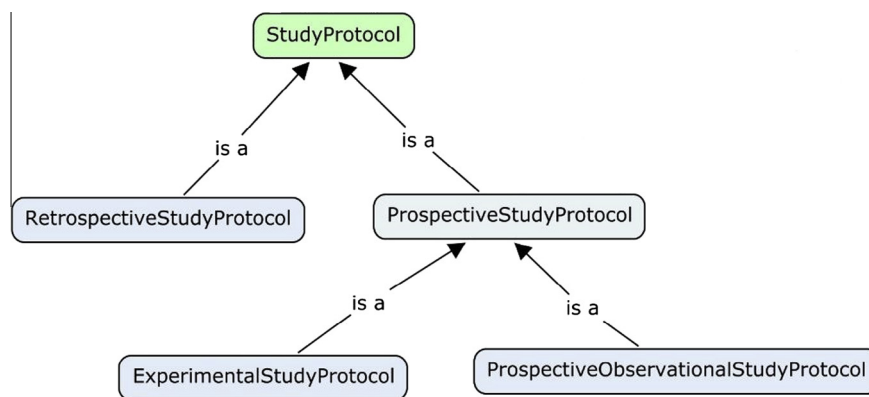 StudyProtocol
is a
is a
RetrospectiveStudyProtocol
ProspectiveStudyProtocol
is a
is a
ExperimentalStudyProtocol
ProspectiveObservationalStudyProtocol